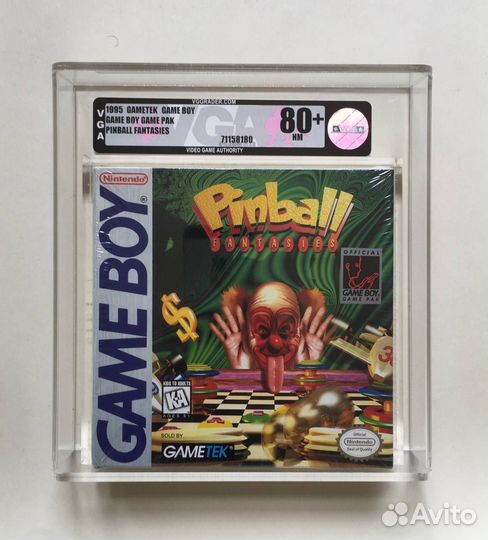 VGGRADER.COM
VGA
1995 GAMETEK GAME BOY
GAME BOY GAME PAK
PINBALL FANTASIES
71150180
80+
NM
VGA
VIDEO GAME AUTHORITY
Nintendo
GAME BOY
Pinball
FANTASIES
OFFICIAL
GAME BOY
GAME PAK
$
KIDS TO ADULTS
KA
AGES 6+
SOLD BY
GAMETEK
Official
Nintendo
Seal of Quality
Avito